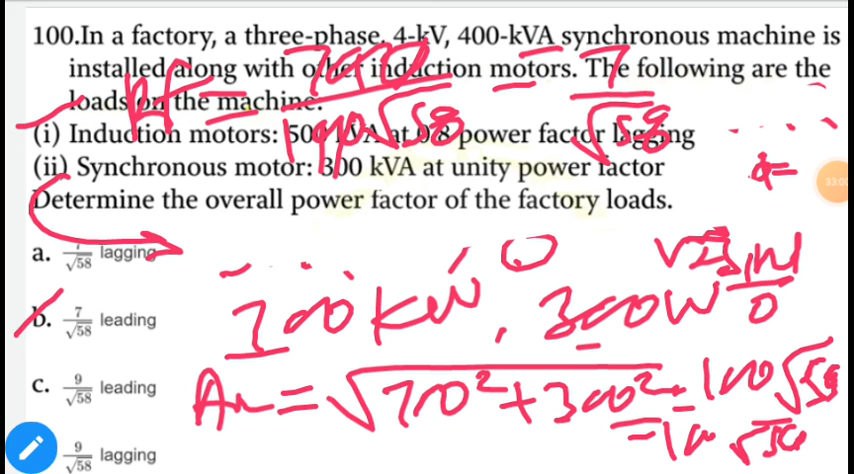 100.In a factory, a three-phase, 4-kV, 400-kVA synchronous machine is
installed along with other induction motors. The following are the
loads on the machine:
(i) Induction motors: 500 kVA at 0.8 power factor lagging
(ii) Synchronous motor: 300 kVA at unity power factor
Determine the overall power factor of the factory loads.
Pf = 700 / 100√58 = 7 / √58
33:00
a. 7/√58 lagging
b. 7/√58 leading
700 kW, 300
c. 9/√58 leading
= √700²+300² = 100√58
9/√58 lagging